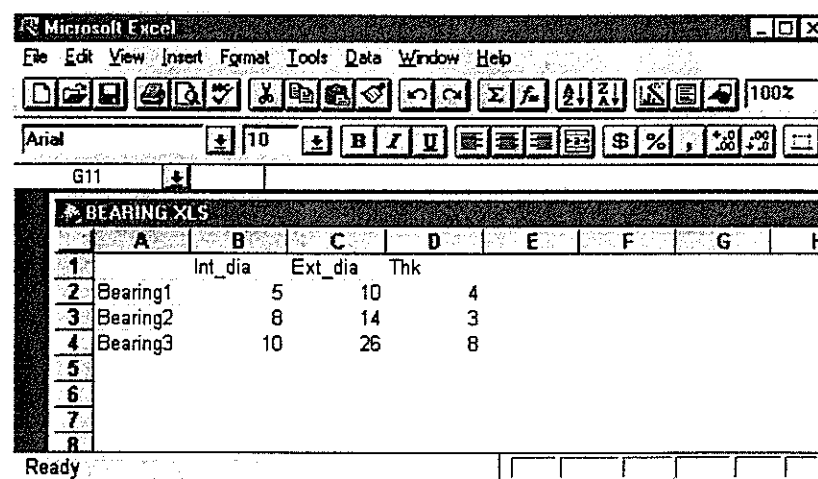 Microsoft Excel
File Edit View Insert Format Tools Data Window Help
100%
Arial 10 B I U $ % ,
G11
BEARING.XLS
A B C D E F G H
1 Int_dia Ext_dia Thk
2 Bearing1 5 10 4
3 Bearing2 8 14 3
4 Bearing3 10 26 8
5
6
7
8
Ready